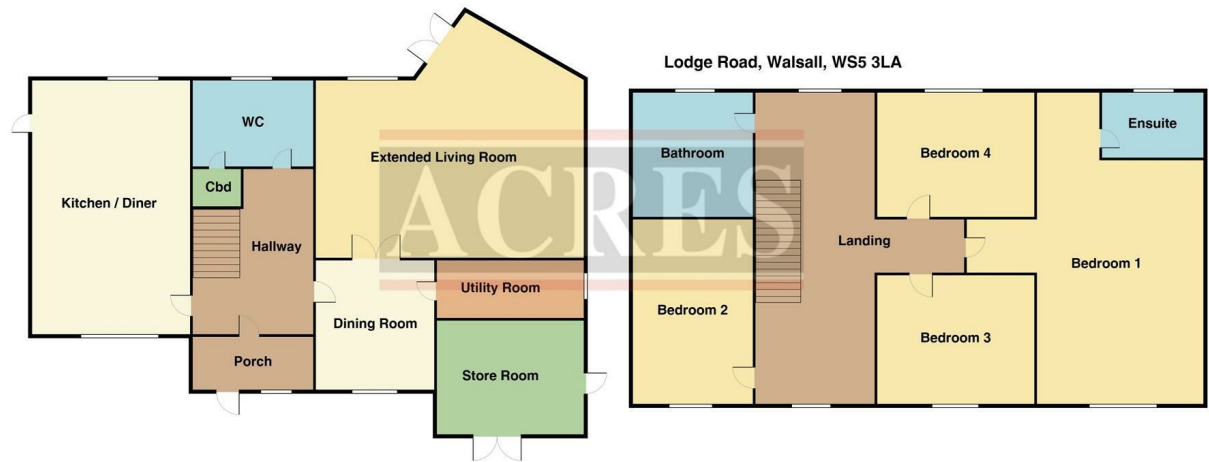 Lodge Road, Walsall, WS5 3LA
WC
Cbd
Kitchen / Diner
Hallway
Extended Living Room
Utility Room
Dining Room
Porch
Store Room
Bathroom
Bedroom 4
Ensuite
Landing
Bedroom 1
Bedroom 2
Bedroom 3
ACRES